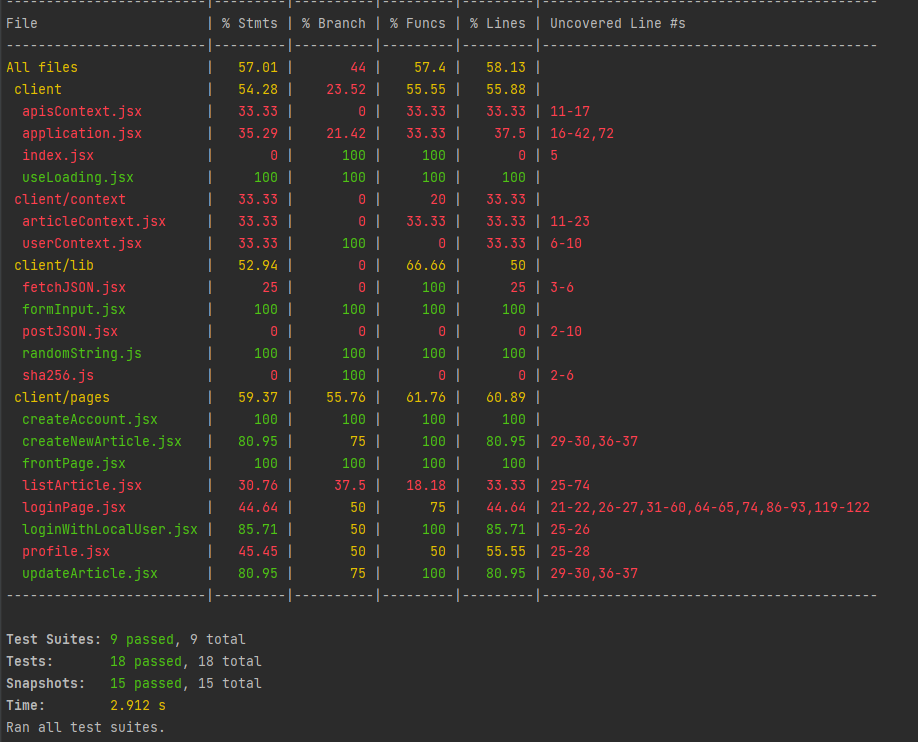 -------------------------|---------|----------|---------|---------|------------------------------------------
File                     | % Stmts | % Branch | % Funcs | % Lines | Uncovered Line #s
-------------------------|---------|----------|---------|---------|------------------------------------------
All files                |   57.01 |       44 |    57.4 |   58.13 |
 client                  |   54.28 |    23.52 |   55.55 |   55.88 |
  apisContext.jsx        |   33.33 |        0 |   33.33 |   33.33 | 11-17
  application.jsx        |   35.29 |    21.42 |   33.33 |    37.5 | 16-42,72
  index.jsx              |       0 |      100 |     100 |       0 | 5
  useLoading.jsx         |     100 |      100 |     100 |     100 |
 client/context          |   33.33 |        0 |      20 |   33.33 |
  articleContext.jsx     |   33.33 |        0 |   33.33 |   33.33 | 11-23
  userContext.jsx        |   33.33 |      100 |       0 |   33.33 | 6-10
 client/lib              |   52.94 |        0 |   66.66 |      50 |
  fetchJSON.jsx          |      25 |        0 |     100 |      25 | 3-6
  formInput.jsx          |     100 |      100 |     100 |     100 |
  postJSON.jsx           |       0 |        0 |       0 |       0 | 2-10
  randomString.js        |     100 |      100 |     100 |     100 |
  sha256.js              |       0 |      100 |       0 |       0 | 2-6
 client/pages            |   59.37 |    55.76 |   61.76 |   60.89 |
  createAccount.jsx      |     100 |      100 |     100 |     100 |
  createNewArticle.jsx   |   80.95 |       75 |     100 |   80.95 | 29-30,36-37
  frontPage.jsx          |     100 |      100 |     100 |     100 |
  listArticle.jsx        |   30.76 |     37.5 |   18.18 |   33.33 | 25-74
  loginPage.jsx          |   44.64 |       50 |      75 |   44.64 | 21-22,26-27,31-60,64-65,74,86-93,119-122
  loginWithLocalUser.jsx |   85.71 |       50 |     100 |   85.71 | 25-26
  profile.jsx            |   45.45 |       50 |      50 |   55.55 | 25-28
  updateArticle.jsx      |   80.95 |       75 |     100 |   80.95 | 29-30,36-37
-------------------------|---------|----------|---------|---------|------------------------------------------
Test Suites: 9 passed, 9 total
Tests:       18 passed, 18 total
Snapshots:   15 passed, 15 total
Time:        2.912 s
Ran all test suites.